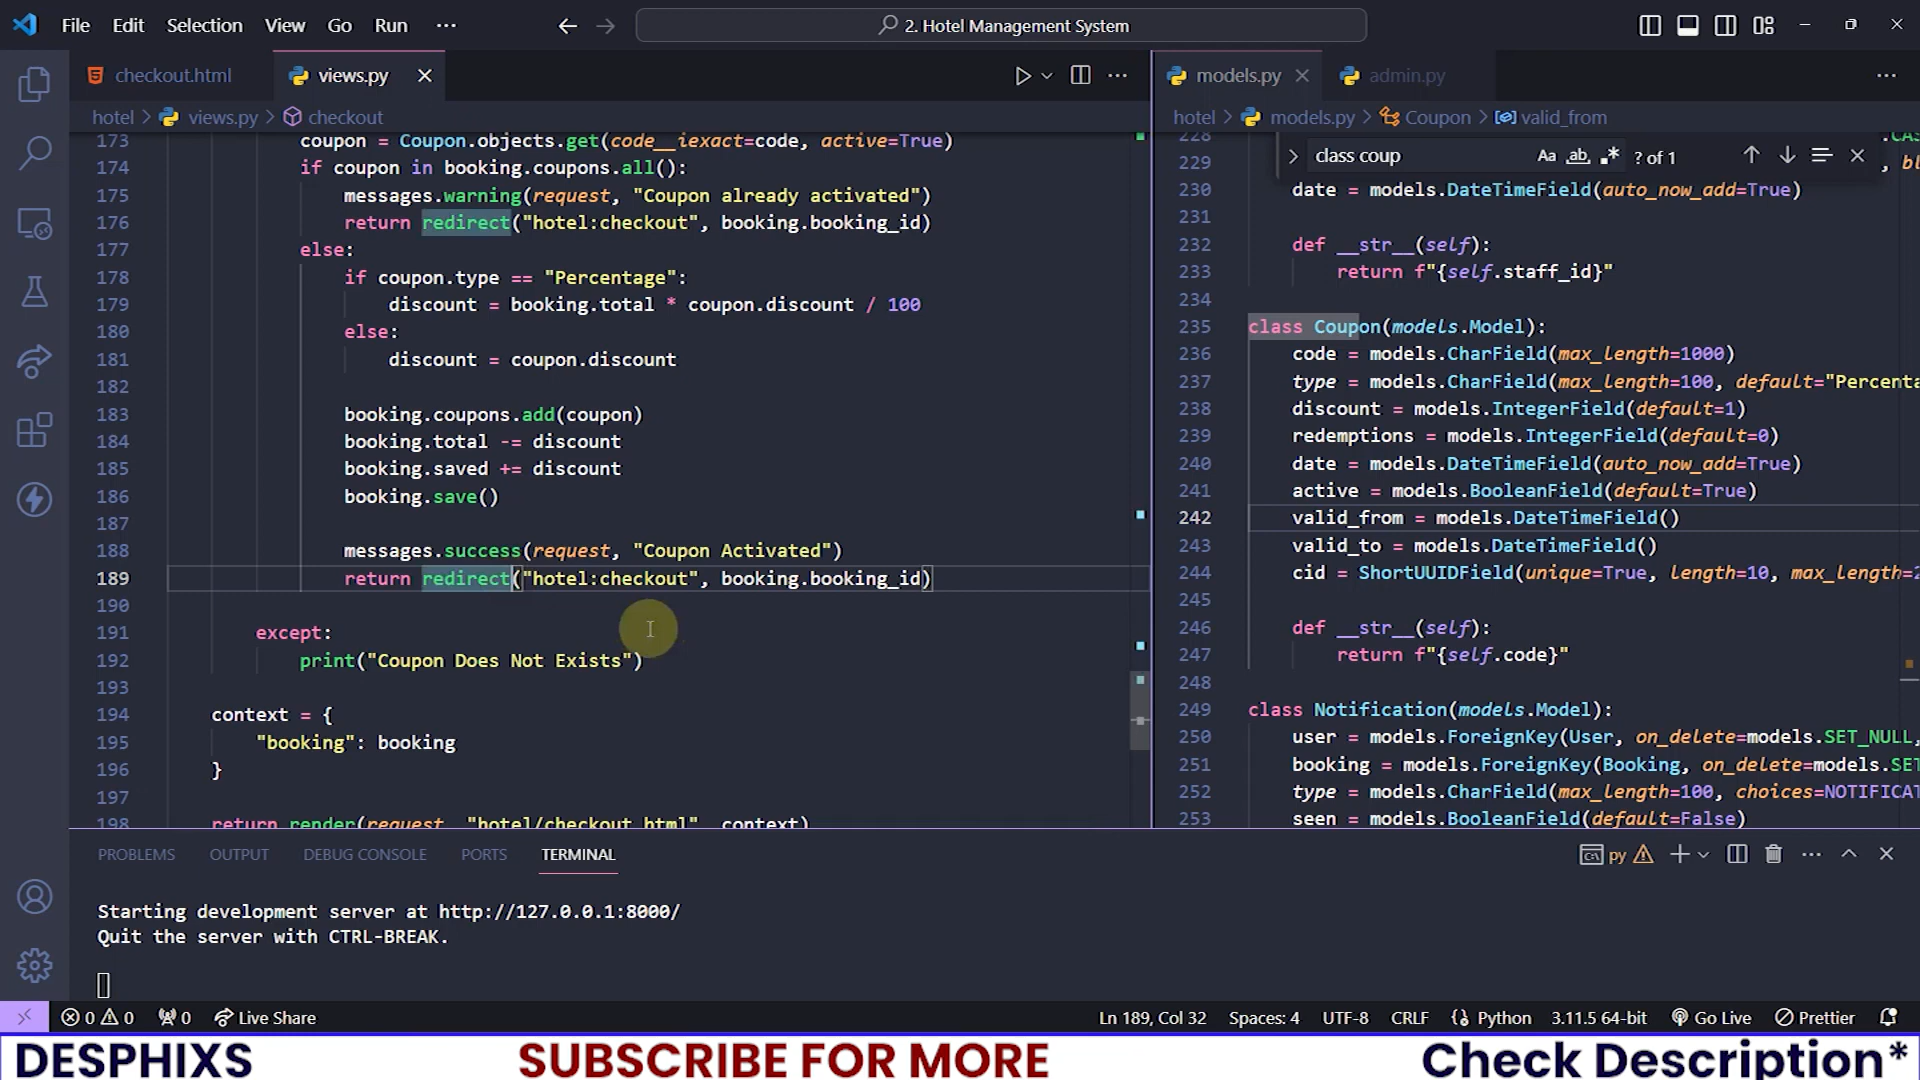 File Edit Selection View Go Run ··· 2. Hotel Management System
checkout.html views.py
hotel > views.py > checkout
173 coupon = Coupon.objects.get(code__iexact=code, active=True)
174 if coupon in booking.coupons.all():
175 messages.warning(request, "Coupon already activated")
176 return redirect("hotel:checkout", booking.booking_id)
177 else:
178 if coupon.type == "Percentage":
179 discount = booking.total * coupon.discount / 100
180 else:
181 discount = coupon.discount
182
183 booking.coupons.add(coupon)
184 booking.total -= discount
185 booking.saved += discount
186 booking.save()
187
188 messages.success(request, "Coupon Activated")
189 return redirect("hotel:checkout", booking.booking_id)
190
191 except:
192 print("Coupon Does Not Exists")
193
194 context = {
195 "booking": booking
196 }
197
198 return render(request, "hotel/checkout.html", context)
models.py admin.py
hotel > models.py > Coupon > valid_from
class coup Aa ab ? of 1
228
229
230 date = models.DateTimeField(auto_now_add=True)
231
232 def __str__(self):
233 return f"{self.staff_id}"
234
235 class Coupon(models.Model):
236 code = models.CharField(max_length=1000)
237 type = models.CharField(max_length=100, default="Percenta
238 discount = models.IntegerField(default=1)
239 redemptions = models.IntegerField(default=0)
240 date = models.DateTimeField(auto_now_add=True)
241 active = models.BooleanField(default=True)
242 valid_from = models.DateTimeField()
243 valid_to = models.DateTimeField()
244 cid = ShortUUIDField(unique=True, length=10, max_length=2
245
246 def __str__(self):
247 return f"{self.code}"
248
249 class Notification(models.Model):
250 user = models.ForeignKey(User, on_delete=models.SET_NULL,
251 booking = models.ForeignKey(Booking, on_delete=models.SE
252 type = models.CharField(max_length=100, choices=NOTIFICA
253 seen = models.BooleanField(default=False)
PROBLEMS OUTPUT DEBUG CONSOLE PORTS TERMINAL py
Starting development server at http://127.0.0.1:8000/
Quit the server with CTRL-BREAK.
0 0 0 Live Share Ln 189, Col 32 Spaces: 4 UTF-8 CRLF Python 3.11.5 64-bit Go Live Prettier
DESPHIXS SUBSCRIBE FOR MORE Check Description*